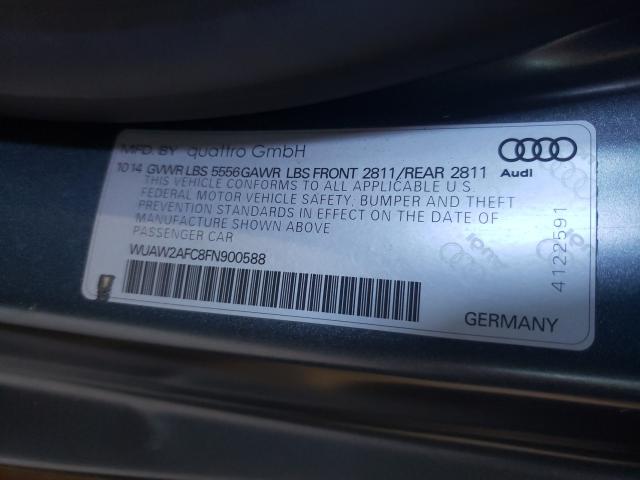 MFD. BY quattro GmbH
Audi
10 14 GVWR LBS 5556 GAWR LBS FRONT 2811/REAR 2811
THIS VEHICLE CONFORMS TO ALL APPLICABLE U.S.
FEDERAL MOTOR VEHICLE SAFETY, BUMPER AND THEFT
PREVENTION STANDARDS IN EFFECT ON THE DATE OF
MANUFACTURING SHOWN ABOVE
PASSENGER CAR
WUAW2AFC8FN900588
4122591
GERMANY